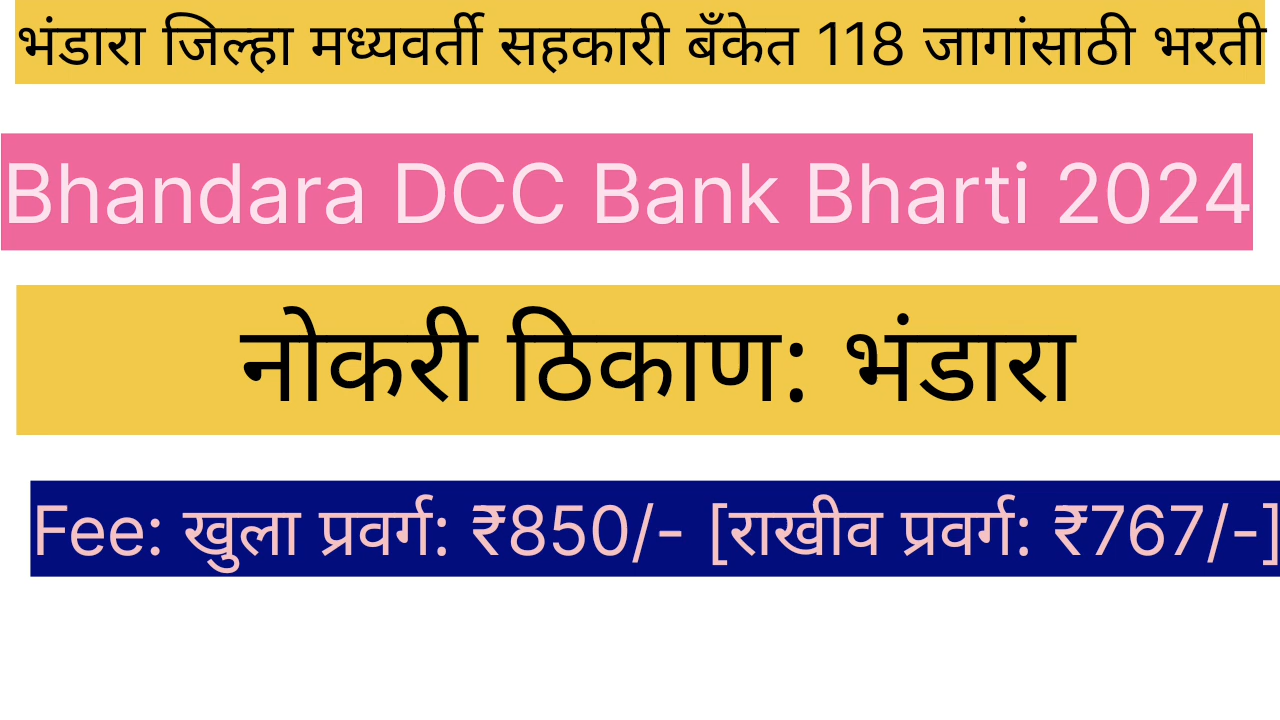 भंडारा जिल्हा मध्यवर्ती सहकारी बँकेत 118 जागांसाठी भरती
Bhandara DCC Bank Bharti 2024
नोकरी ठिकाण: भंडारा
Fee: खुला प्रवर्ग: ₹850/- [राखीव प्रवर्ग: ₹767/-]